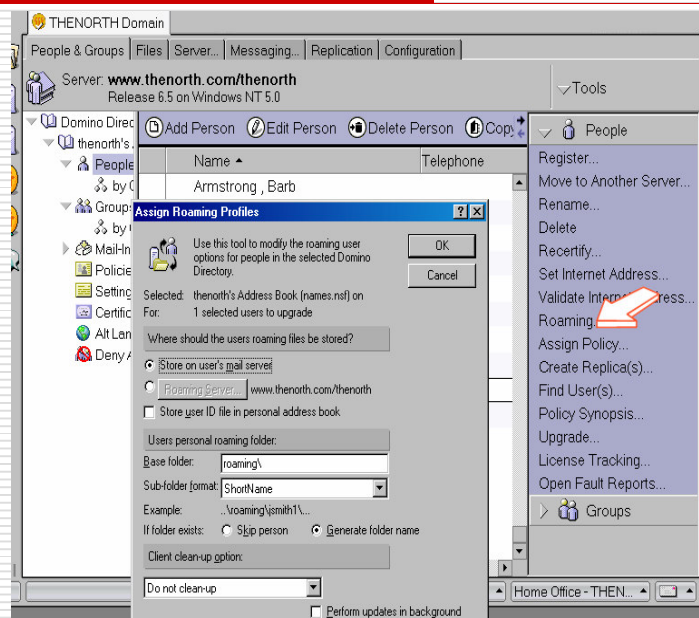 THENORTH Domain
People & Groups Files Server... Messaging... Replication Configuration
Server: www.thenorth.com/thenorth
Release 6.5 on Windows NT 5.0
Tools
Domino Direc
thenorth's
People
by
Group
by
Mail-In
Policie
Setting
Certific
Alt Lan
Deny A
Add Person Edit Person Delete Person Copy
Name Telephone
Armstrong , Barb
Assign Roaming Profiles
Use this tool to modify the roaming user
options for people in the selected Domino
Directory.
OK
Cancel
Selected: thenorth's Address Book (names.nsf) on
For: 1 selected users to upgrade
Where should the users roaming files be stored?
Store on user's mail server
Roaming Server... www.thenorth.com/thenorth
Store user ID file in personal address book
Users personal roaming folder:
Base folder: roaming\
Sub-folder format: ShortName
Example: ..\roaming\jsmith1\...
If folder exists: Skip person Generate folder name
Client clean-up option:
Do not clean-up
Perform updates in background
People
Register...
Move to Another Server...
Rename...
Delete
Recertify...
Set Internet Address...
Validate Internet Address...
Roaming...
Assign Policy...
Create Replica(s)...
Find User(s)...
Policy Synopsis...
Upgrade...
License Tracking...
Open Fault Reports...
Groups
Home Office - THEN...